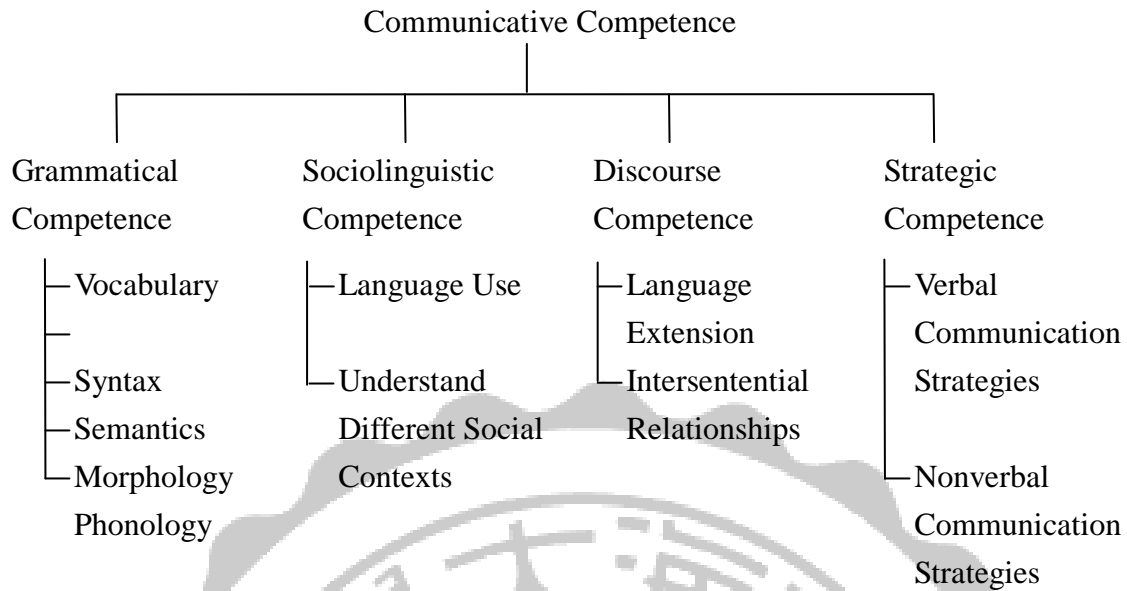 Communicative Competence
Grammatical
Competence
Vocabulary
Syntax
Semantics
Morphology
Phonology
Sociolinguistic
Competence
Language Use
Understand
Different Social
Contexts
Discourse
Competence
Language
Extension
Intersentential
Relationships
Strategic
Competence
Verbal
Communication
Strategies
Nonverbal
Communication
Strategies